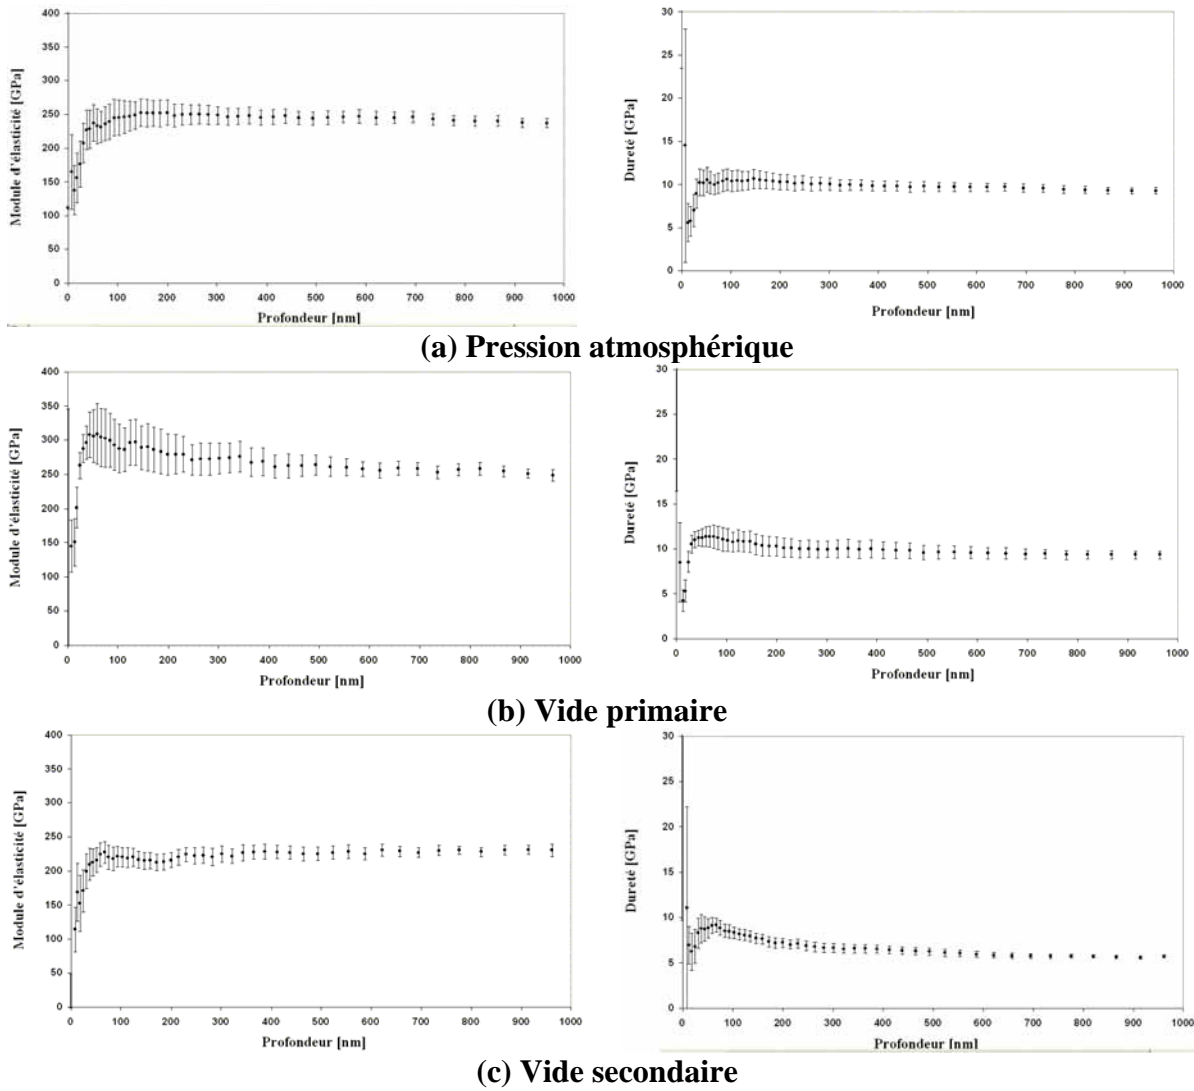 400
350
300
250
200
150
100
50
0
Module d'élasticité [GPa]
0 100 200 300 400 500 600 700 800 900 1000
Profondeur [nm]
30
25
20
15
10
5
0
Dureté [GPa]
0 100 200 300 400 500 600 700 800 900 1000
Profondeur [nm]
(a) Pression atmosphérique
400
350
300
250
200
150
100
50
0
Module d'élasticité [GPa]
0 100 200 300 400 500 600 700 800 900 1000
Profondeur [nm]
30
25
20
15
10
5
0
Dureté [GPa]
0 100 200 300 400 500 600 700 800 900 1000
Profondeur [nm]
(b) Vide primaire
400
350
300
250
200
150
100
50
0
Module d'élasticité [GPa]
0 100 200 300 400 500 600 700 800 900 1000
Profondeur [nm]
30
25
20
15
10
5
0
Dureté [GPa]
0 100 200 300 400 500 600 700 800 900 1000
Profondeur [nm]
(c) Vide secondaire